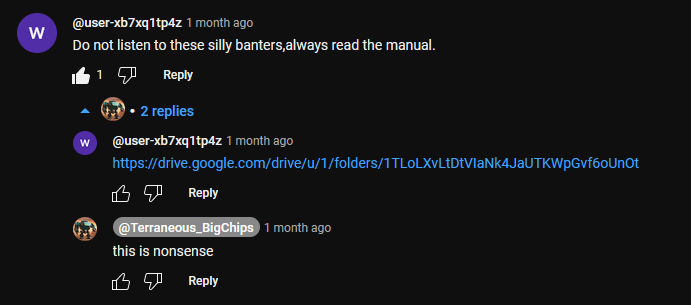 @user-xb7xq1tp4z 1 month ago
W
Do not listen to these silly banters,always read the manual.
1 Reply
• 2 replies
W
@user-xb7xq1tp4z 1 month ago
https://drive.google.com/drive/u/1/folders/1TLoLXvLtDtVIaNk4JaUTKWpGvf6oUnOt
Reply
@Terraneous_BigChips 1 month ago
this is nonsense
Reply